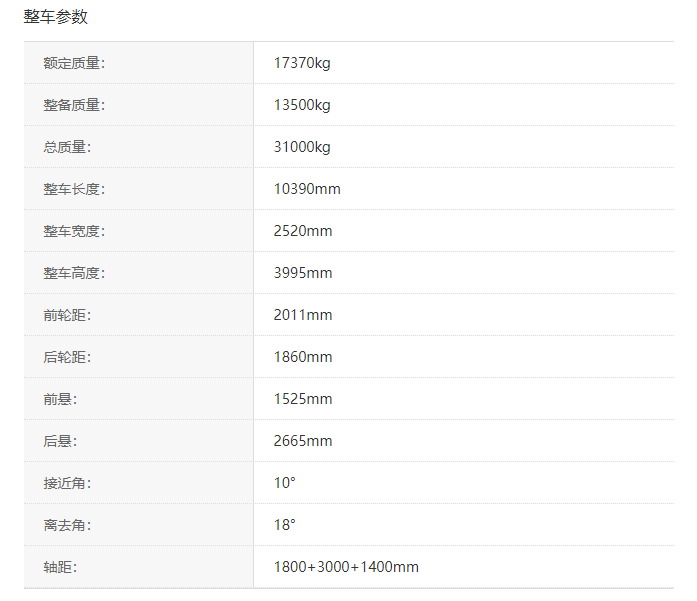 整车参数
额定质量： 17370kg
整备质量： 13500kg
总质量： 31000kg
整车长度： 10390mm
整车宽度： 2520mm
整车高度： 3995mm
前轮距： 2011mm
后轮距： 1860mm
前悬： 1525mm
后悬： 2665mm
接近角： 10°
离去角： 18°
轴距： 1800+3000+1400mm